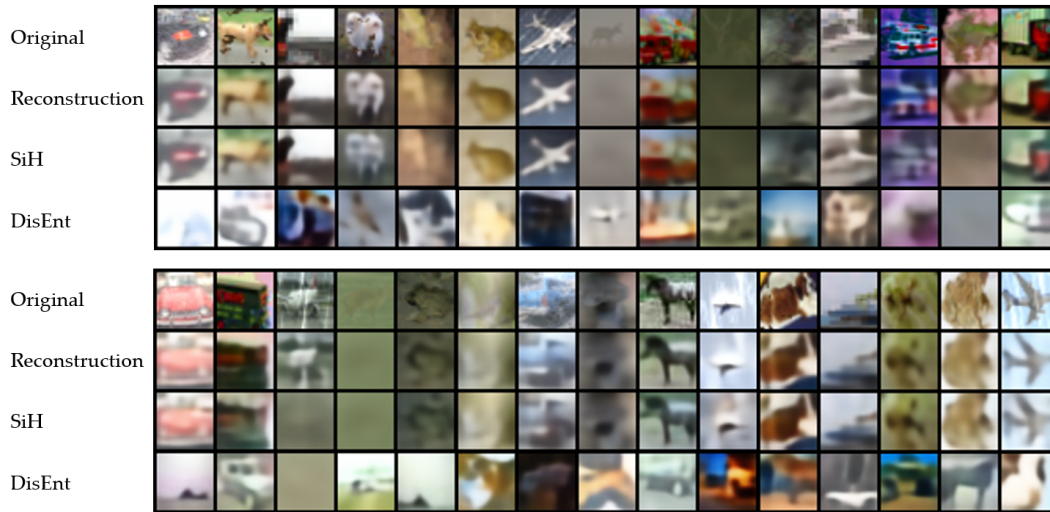 Original
Reconstruction
SiH
DisEnt
Original
Reconstruction
SiH
DisEnt